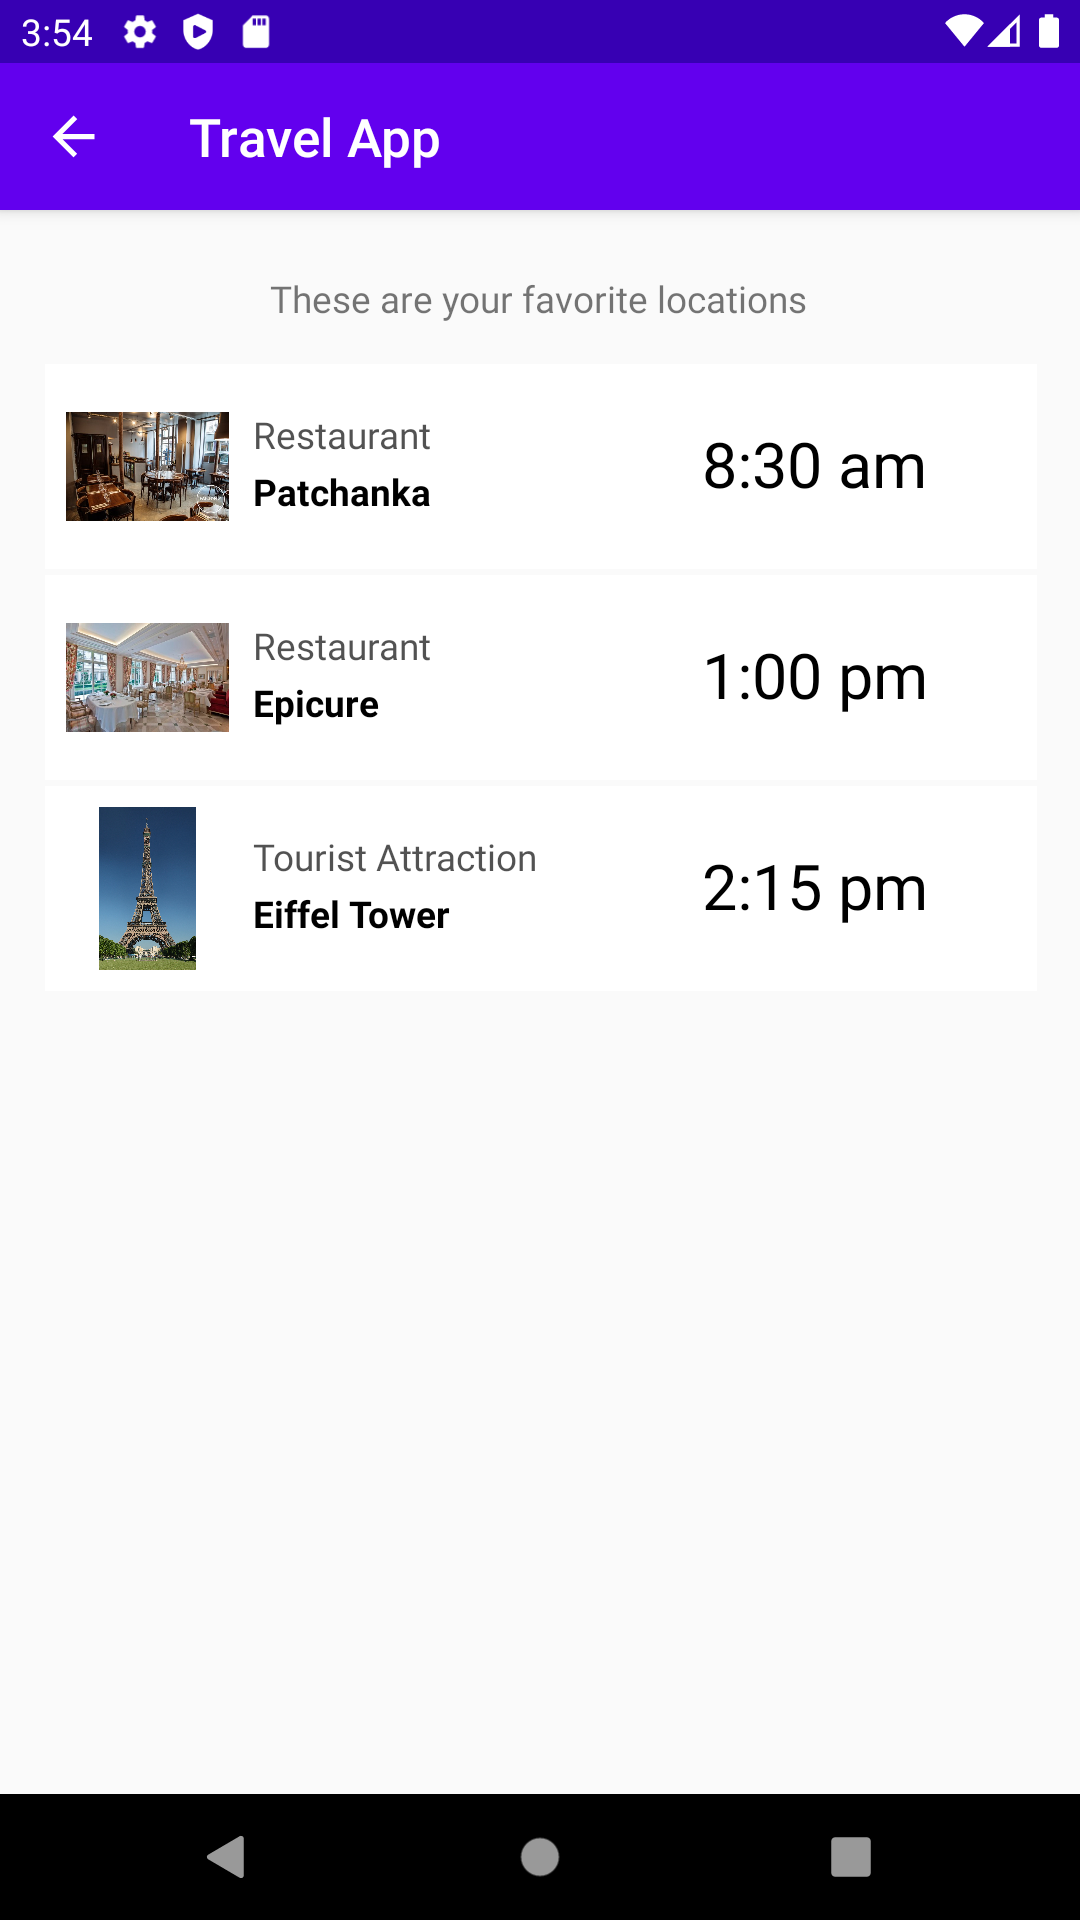 3:54
Travel App
These are your favorite locations
Restaurant
Patchanka
8:30 am
Restaurant
Epicure
1:00 pm
Tourist Attraction
Eiffel Tower
2:15 pm